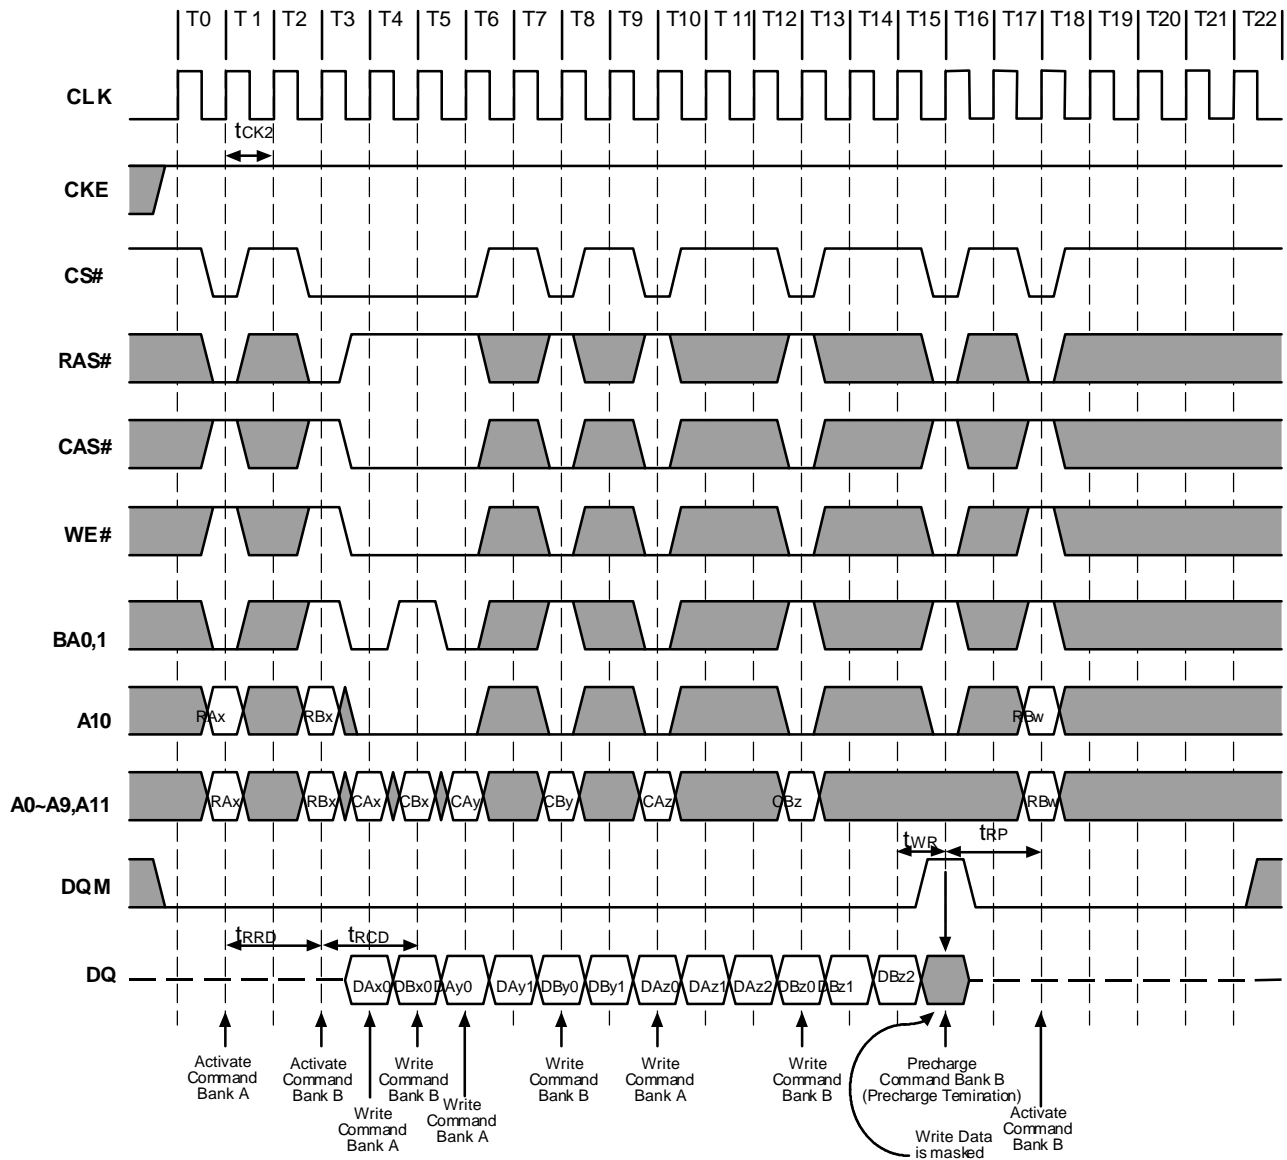 T0 T 1 T2 T3 T4 T5 T6 T7 T8 T9 T10 T 11 T12 T13 T14 T15 T16 T17 T18 T19 T20 T21 T22
CLK
tCK2
CKE
CS#
RAS#
CAS#
WE#
BA0,1
A10
RAx RBx RBw
A0~A9,A11
RAx RBx CAx CBx CAy CBy CAz CBz RBw
tWR tRP
DQM
tRRD tRCD
DQ
DAx0 DBx0 DAy0 DAy1 DBy0 DBy1 DAz0 DAz1 DAz2 DBz0 DBz1 DBz2
Activate
Command
Bank A
Activate
Command
Bank B
Write
Command
Bank A
Write
Command
Bank B
Write
Command
Bank A
Write
Command
Bank B
Write
Command
Bank A
Write
Command
Bank B
Precharge
Command Bank B
(Precharge Temination)
Write Data
is masked
Activate
Command
Bank B